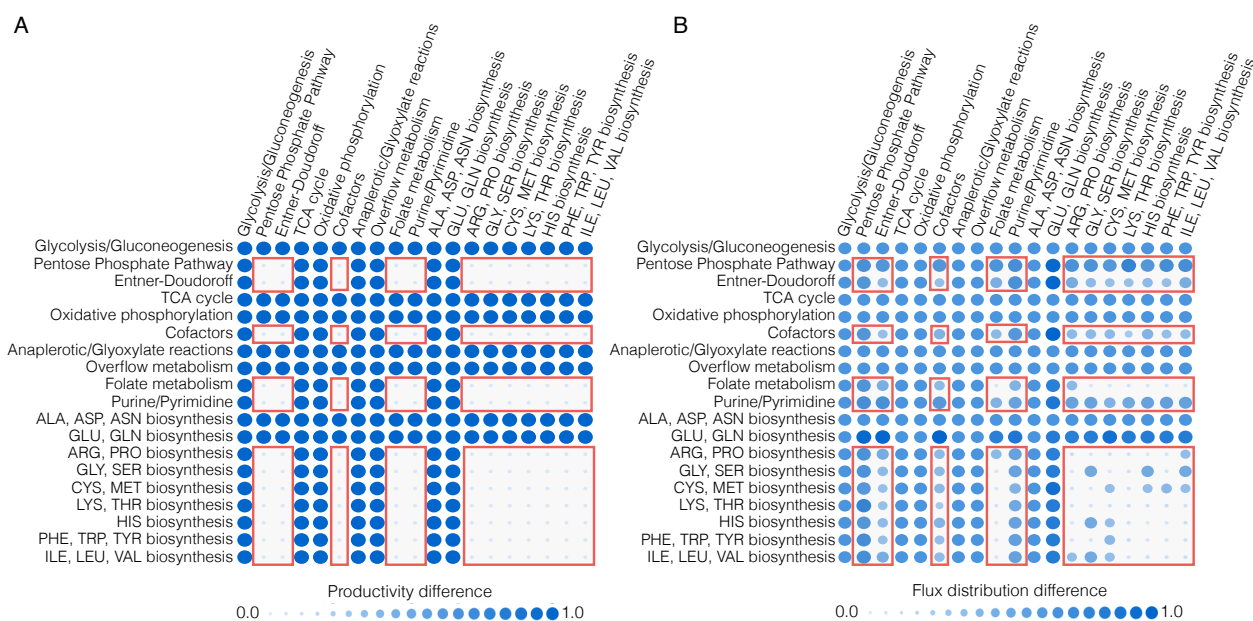 A
Glycolysis/Gluconeogenesis
Pentose Phosphate Pathway
Entner-Doudoroff
TCA cycle
Oxidative phosphorylation
Cofactors
Anaplerotic/Glyoxylate reactions
Overflow metabolism
Folate metabolism
Purine/Pyrimidine
ALA, ASP, ASN biosynthesis
GLU, GLN biosynthesis
ARG, PRO biosynthesis
GLY, SER biosynthesis
CYS, MET biosynthesis
LYS, THR biosynthesis
HIS biosynthesis
PHE, TRP, TYR biosynthesis
ILE, LEU, VAL biosynthesis
Glycolysis/Gluconeogenesis
Pentose Phosphate Pathway
Entner-Doudoroff
TCA cycle
Oxidative phosphorylation
Cofactors
Anaplerotic/Glyoxylate reactions
Overflow metabolism
Folate metabolism
Purine/Pyrimidine
ALA, ASP, ASN biosynthesis
GLU, GLN biosynthesis
ARG, PRO biosynthesis
GLY, SER biosynthesis
CYS, MET biosynthesis
LYS, THR biosynthesis
HIS biosynthesis
PHE, TRP, TYR biosynthesis
ILE, LEU, VAL biosynthesis
Productivity difference
0.0 1.0
B
Glycolysis/Gluconeogenesis
Pentose Phosphate Pathway
Entner-Doudoroff
TCA cycle
Oxidative phosphorylation
Cofactors
Anaplerotic/Glyoxylate reactions
Overflow metabolism
Folate metabolism
Purine/Pyrimidine
ALA, ASP, ASN biosynthesis
GLU, GLN biosynthesis
ARG, PRO biosynthesis
GLY, SER biosynthesis
CYS, MET biosynthesis
LYS, THR biosynthesis
HIS biosynthesis
PHE, TRP, TYR biosynthesis
ILE, LEU, VAL biosynthesis
Glycolysis/Gluconeogenesis
Pentose Phosphate Pathway
Entner-Doudoroff
TCA cycle
Oxidative phosphorylation
Cofactors
Anaplerotic/Glyoxylate reactions
Overflow metabolism
Folate metabolism
Purine/Pyrimidine
ALA, ASP, ASN biosynthesis
GLU, GLN biosynthesis
ARG, PRO biosynthesis
GLY, SER biosynthesis
CYS, MET biosynthesis
LYS, THR biosynthesis
HIS biosynthesis
PHE, TRP, TYR biosynthesis
ILE, LEU, VAL biosynthesis
Flux distribution difference
0.0 1.0